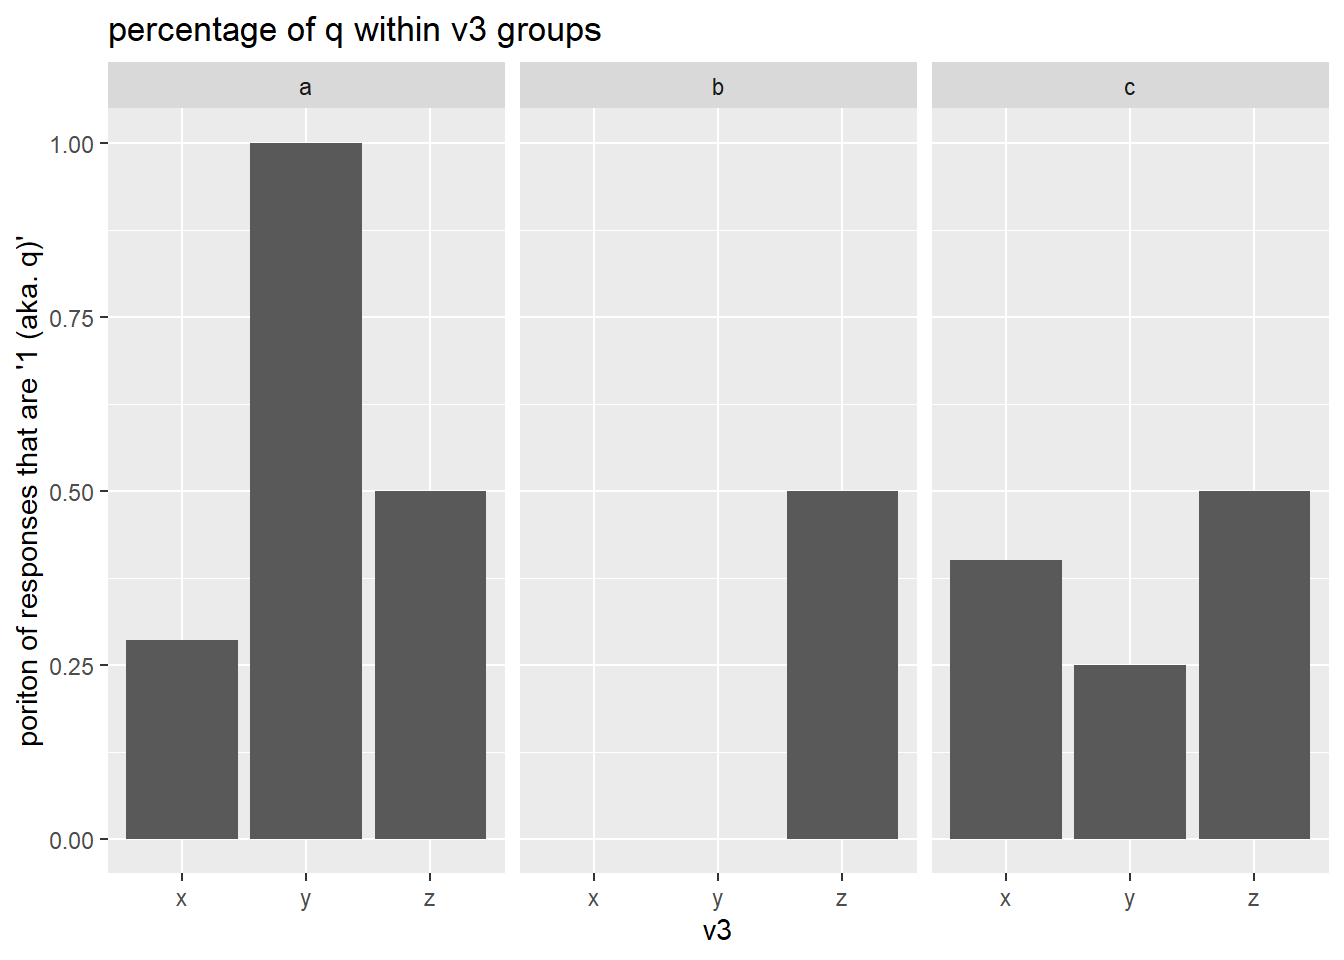 percentage of q within v3 groups
a b c
poriton of responses that are '1 (aka. q)'
1.00
0.75
0.50
0.25
0.00
x y z x y z x y z
v3